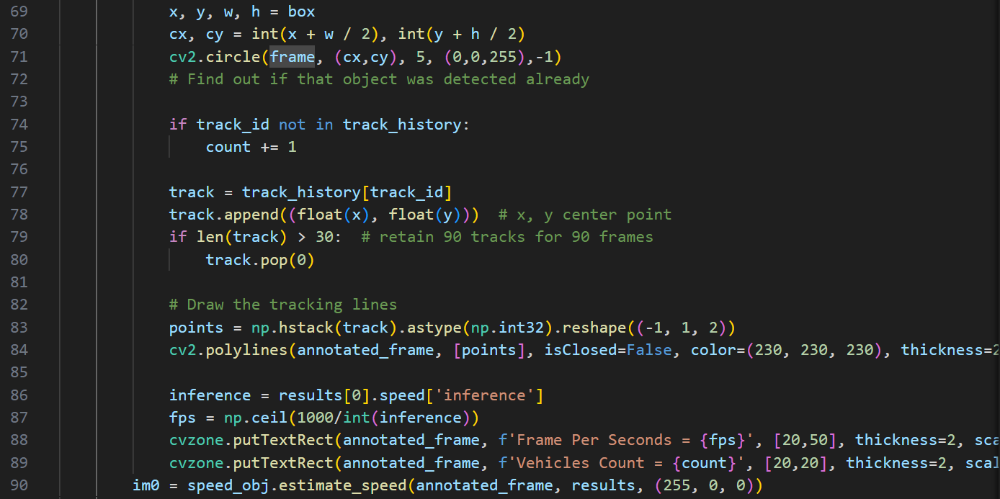 69 x, y, w, h = box
70 cx, cy = int(x + w / 2), int(y + h / 2)
71 cv2.circle(frame, (cx,cy), 5, (0,0,255),-1)
72 # Find out if that object was detected already
73
74 if track_id not in track_history:
75 count += 1
76
77 track = track_history[track_id]
78 track.append((float(x), float(y)))  # x, y center point
79 if len(track) > 30:  # retain 90 tracks for 90 frames
80 track.pop(0)
81
82 # Draw the tracking lines
83 points = np.hstack(track).astype(np.int32).reshape((-1, 1, 2))
84 cv2.polylines(annotated_frame, [points], isClosed=False, color=(230, 230, 230), thickness=2
85
86 inference = results[0].speed['inference']
87 fps = np.ceil(1000/int(inference))
88 cvzone.putTextRect(annotated_frame, f'Frame Per Seconds = {fps}', [20,50], thickness=2, sca
89 cvzone.putTextRect(annotated_frame, f'Vehicles Count = {count}', [20,20], thickness=2, scal
90 im0 = speed_obj.estimate_speed(annotated_frame, results, (255, 0, 0))